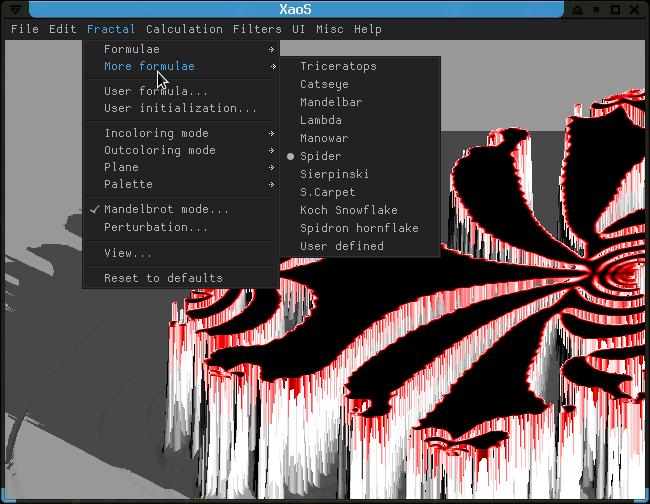 XaoS
File Edit Fractal Calculation Filters UI Misc Help
Formulae
More formulae
User formula...
User initialization...
Incoloring mode
Outcoloring mode
Plane
Palette
Mandelbrot mode...
Perturbation...
View...
Reset to defaults
Triceratops
Catseye
Mandelbar
Lambda
Manowar
Spider
Sierpinski
S.Carpet
Koch Snowflake
Spidron hornflake
User defined